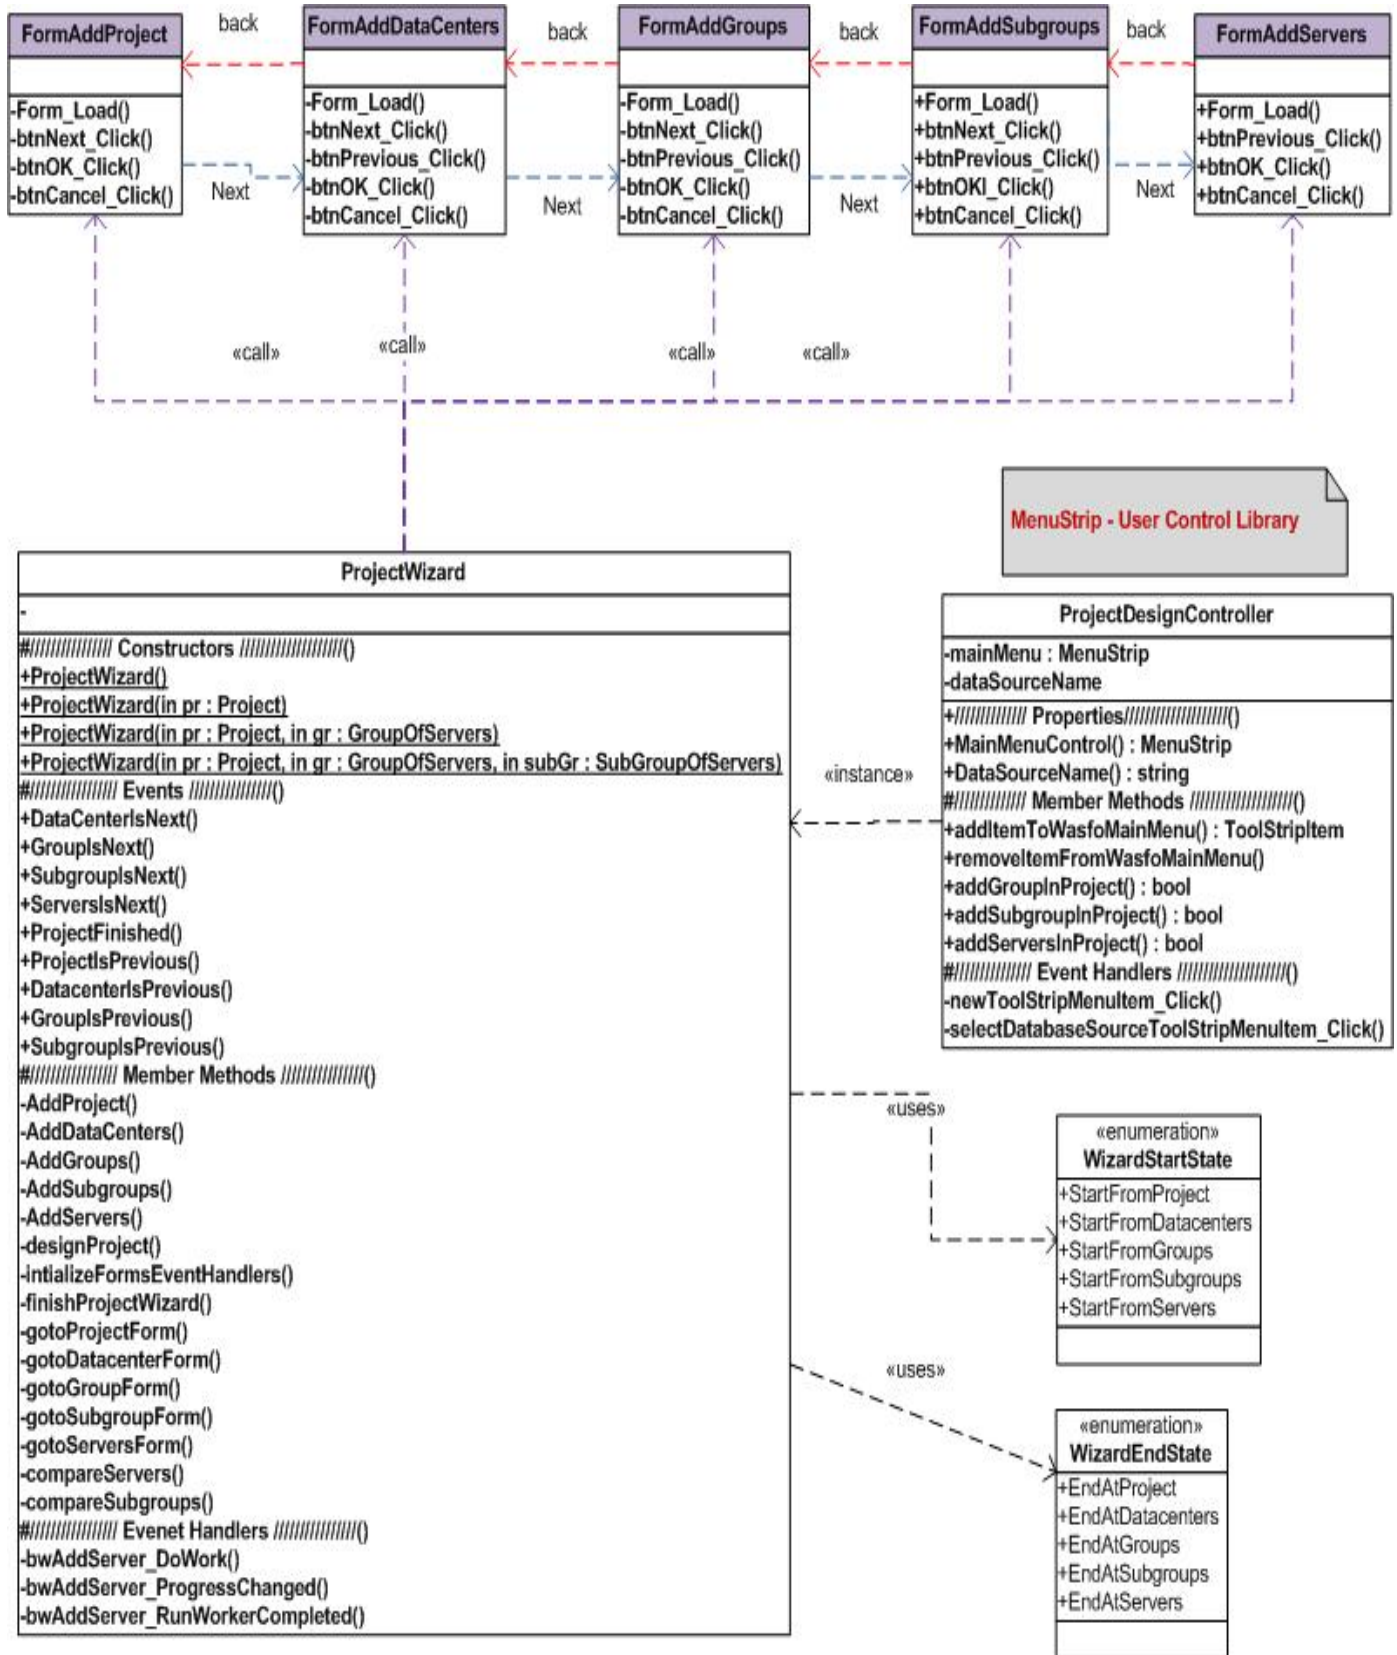 FormAddProject
-Form_Load()
-btnNext_Click()
-btnOK_Click()
-btnCancel_Click()
back
Next
FormAddDataCenters
-Form_Load()
-btnNext_Click()
-btnPrevious_Click()
-btnOK_Click()
-btnCancel_Click()
back
Next
FormAddGroups
-Form_Load()
-btnNext_Click()
-btnPrevious_Click()
-btnOK_Click()
-btnCancel_Click()
back
Next
FormAddSubgroups
+Form_Load()
+btnNext_Click()
+btnPrevious_Click()
+btnOKl_Click()
+btnCancel_Click()
back
Next
FormAddServers
+Form_Load()
+btnPrevious_Click()
+btnOK_Click()
+btnCancel_Click()
«call»
«call»
«call»
«call»
MenuStrip - User Control Library
ProjectWizard
-
#///////////////// Constructors /////////////////////()
+ProjectWizard()
+ProjectWizard(in pr : Project)
+ProjectWizard(in pr : Project, in gr : GroupOfServers)
+ProjectWizard(in pr : Project, in gr : GroupOfServers, in subGr : SubGroupOfServers)
#////////////////// Events /////////////////()
+DataCenterIsNext()
+GroupIsNext()
+SubgroupIsNext()
+ServersIsNext()
+ProjectFinished()
+ProjectIsPrevious()
+DatacenterIsPrevious()
+GroupIsPrevious()
+SubgroupIsPrevious()
#////////////////// Member Methods /////////////////()
-AddProject()
-AddDataCenters()
-AddGroups()
-AddSubgroups()
-AddServers()
-designProject()
-intializeFormsEventHandlers()
-finishProjectWizard()
-gotoProjectForm()
-gotoDatacenterForm()
-gotoGroupForm()
-gotoSubgroupForm()
-gotoServersForm()
-compareServers()
-compareSubgroups()
#////////////////// Evenet Handlers /////////////////()
-bwAddServer_DoWork()
-bwAddServer_ProgressChanged()
-bwAddServer_RunWorkerCompleted()
«instance»
ProjectDesignController
-mainMenu : MenuStrip
-dataSourceName
+/////////////// Properties/////////////////////()
+MainMenuControl() : MenuStrip
+DataSourceName() : string
#/////////////// Member Methods /////////////////////()
+addItemToWasfoMainMenu() : ToolStripItem
+removeItemFromWasfoMainMenu()
+addGroupInProject() : bool
+addSubgroupInProject() : bool
+addServersInProject() : bool
#//////////////// Event Handlers //////////////////////()
-newToolStripMenuItem_Click()
-selectDatabaseSourceToolStripMenuItem_Click()
«uses»
«enumeration»
WizardStartState
+StartFromProject
+StartFromDatacenters
+StartFromGroups
+StartFromSubgroups
+StartFromServers
«uses»
«enumeration»
WizardEndState
+EndAtProject
+EndAtDatacenters
+EndAtGroups
+EndAtSubgroups
+EndAtServers